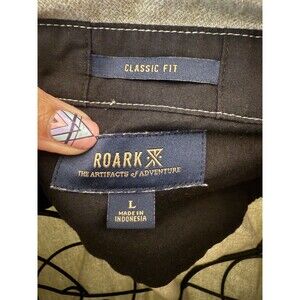 CLASSIC FIT
ROARK
THE ARTIFACTS of ADVENTURE
L
MADE IN
INDONESIA